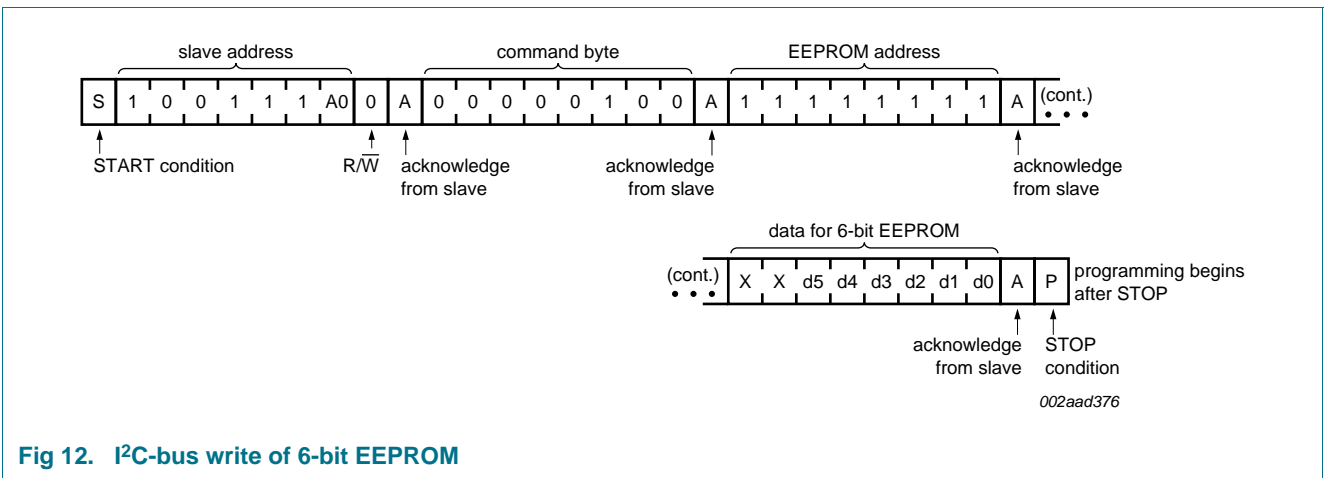 slave address command byte EEPROM address
S 1 0 0 1 1 1 A0 0 A 0 0 0 0 0 1 0 0 A 1 1 1 1 1 1 1 1 A (cont.)
START condition R/W̅ acknowledge from slave acknowledge from slave acknowledge from slave
data for 6-bit EEPROM
(cont.) X X d5 d4 d3 d2 d1 d0 A P programming begins after STOP
acknowledge from slave STOP condition
002aad376
Fig 12. I²C-bus write of 6-bit EEPROM